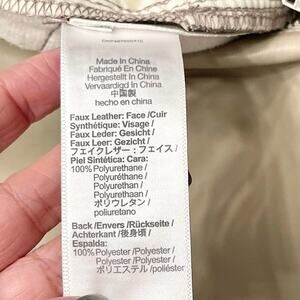 Made In China
Fabriqué En China
Hergestellt In China
Vervaardigd In China
中国製
hecho en china
Faux Leather: Face /Cuir
Synthétique: Visage /
Faux Leder: Gesicht /
Faux Leer: Gezicht /
フェイクレザー: フェイス /
Piel Sintética: Cara:
100% Polyurethane /
Polyuréthane /
Polyurethan /
Polyurethaan /
ポリウレタン /
poliuretano
Back /Envers /Rückseite /
Achterkant /後身頃/
Espalda:
100% Polyester /Polyester /
Polyester /Polyester /
ポリエステル /poliéster